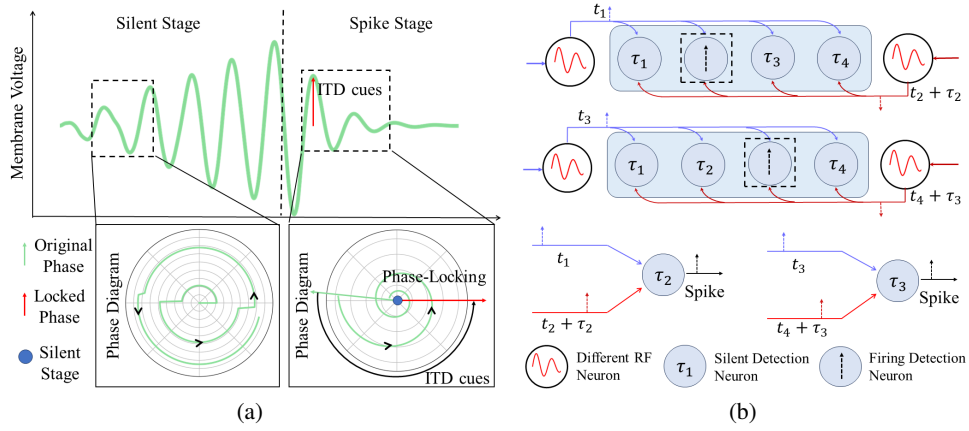 Silent Stage
Spike Stage
Membrane Voltage
ITD cues
Original
Phase
Locked
Phase
Silent
Stage
Phase Diagram
Phase Diagram
Phase-Locking
ITD cues
(a)
t₁
τ₁
τ₃
τ₄
t₂ + τ₂
t₃
τ₁
τ₂
τ₄
t₄ + τ₃
t₁
t₂ + τ₂
τ₂
Spike
t₃
t₄ + τ₃
τ₃
Spike
Different RF
Neuron
τ₁
Silent Detection
Neuron
Firing Detection
Neuron
(b)